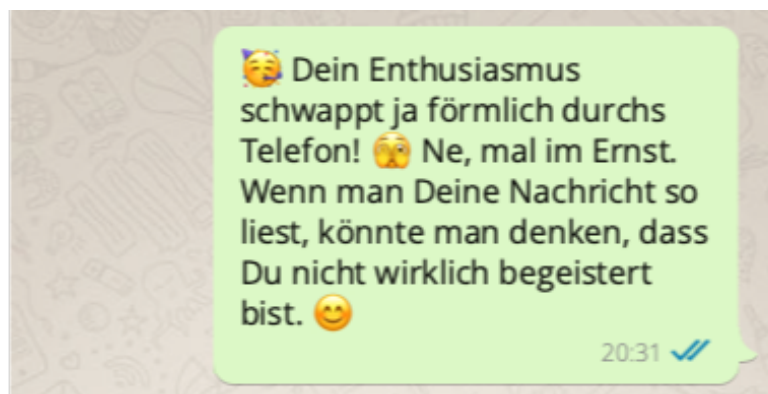 🥳 Dein Enthusiasmus
schwappt ja förmlich durchs
Telefon! 🫣 Ne, mal im Ernst.
Wenn man Deine Nachricht so
liest, könnte man denken, dass
Du nicht wirklich begeistert
bist. 😊
20:31